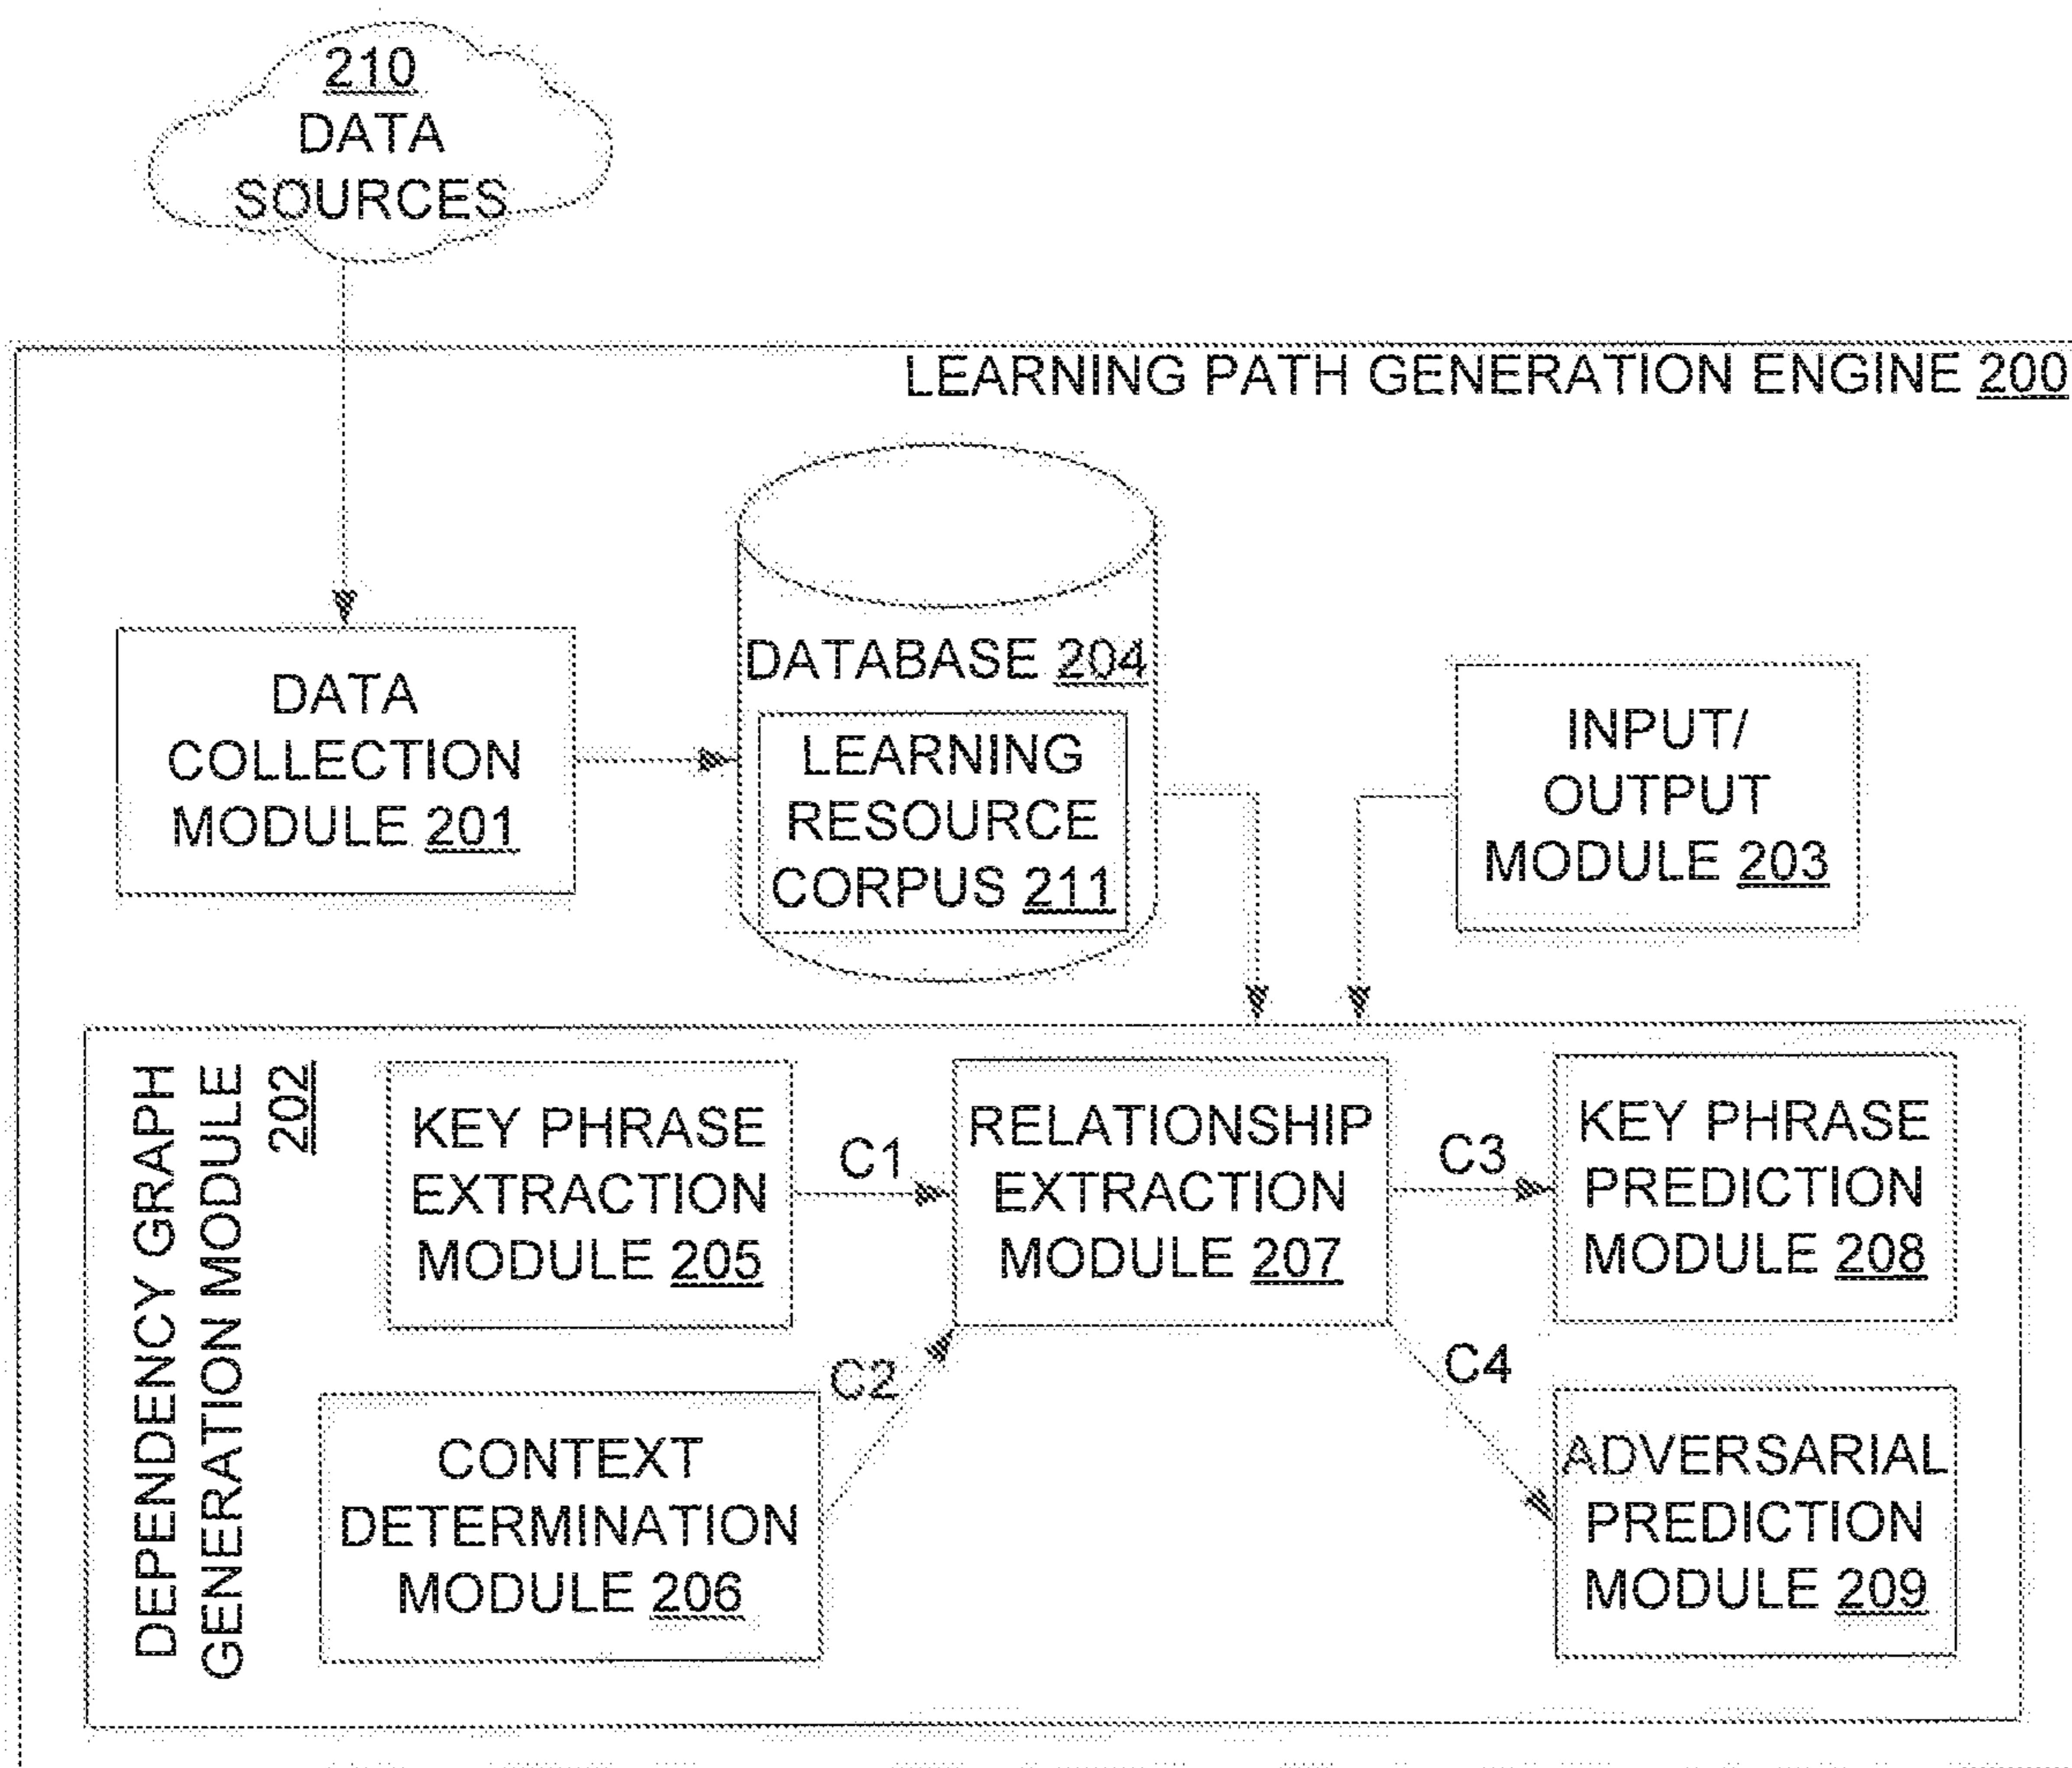 210
DATA
SOURCES
LEARNING PATH GENERATION ENGINE 200
DATA
COLLECTION
MODULE 201
DATABASE 204
LEARNING
RESOURCE
CORPUS 211
INPUT/
OUTPUT
MODULE 203
DEPENDENCY GRAPH
GENERATION MODULE
202
KEY PHRASE
EXTRACTION
MODULE 205
C1
RELATIONSHIP
EXTRACTION
MODULE 207
C3
KEY PHRASE
PREDICTION
MODULE 208
C2
C4
CONTEXT
DETERMINATION
MODULE 206
ADVERSARIAL
PREDICTION
MODULE 209